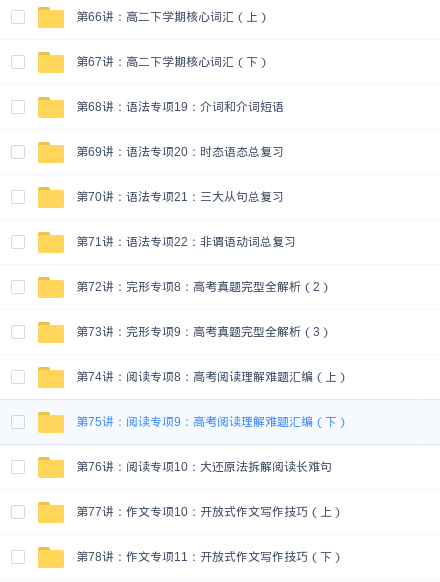 第66讲：高二下学期核心词汇（上）
第67讲：高二下学期核心词汇（下）
第68讲：语法专项19：介词和介词短语
第69讲：语法专项20：时态语态总复习
第70讲：语法专项21：三大从句总复习
第71讲：语法专项22：非谓语动词总复习
第72讲：完形专项8：高考真题完型全解析（2）
第73讲：完形专项9：高考真题完型全解析（3）
第74讲：阅读专项8：高考阅读理解难题汇编（上）
第75讲：阅读专项9：高考阅读理解难题汇编（下）
第76讲：阅读专项10：大还原法拆解阅读长难句
第77讲：作文专项10：开放式作文写作技巧（上）
第78讲：作文专项11：开放式作文写作技巧（下）